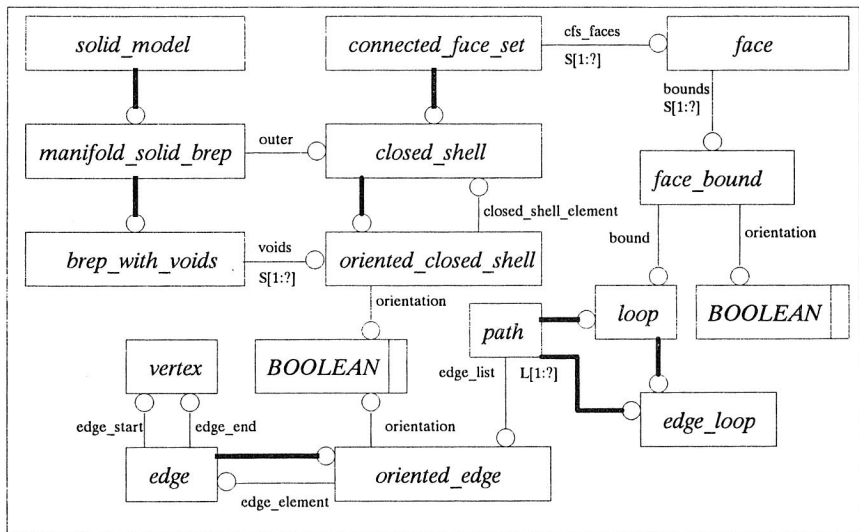 solid_model
connected_face_set
cfs_faces
S[1:?]
face
bounds
S[1:?]
manifold_solid_brep
outer
closed_shell
face_bound
closed_shell_element
bound
orientation
brep_with_voids
voids
S[1:?]
oriented_closed_shell
orientation
path
loop
BOOLEAN
vertex
BOOLEAN
edge_list
L[1:?]
edge_start
edge_end
orientation
edge_loop
edge
edge_element
oriented_edge